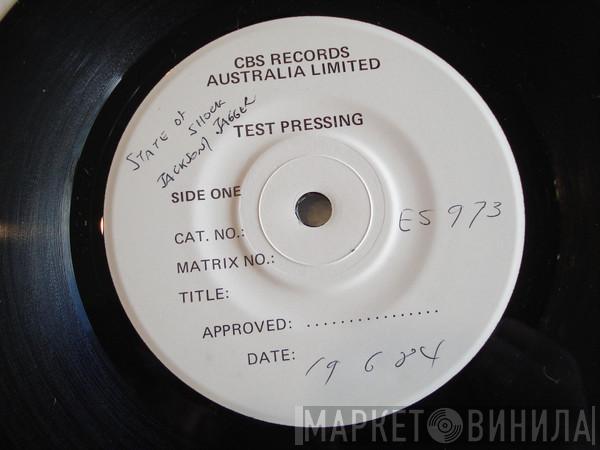 CBS RECORDS
AUSTRALIA LIMITED
STATE OF
SHOCK
JACKSON/JAGGER
TEST PRESSING
SIDE ONE
CAT. NO.: ES 973
MATRIX NO.:
TITLE:
APPROVED: ................
DATE: 19 6 84
МАРКЕТ ВИНИЛА